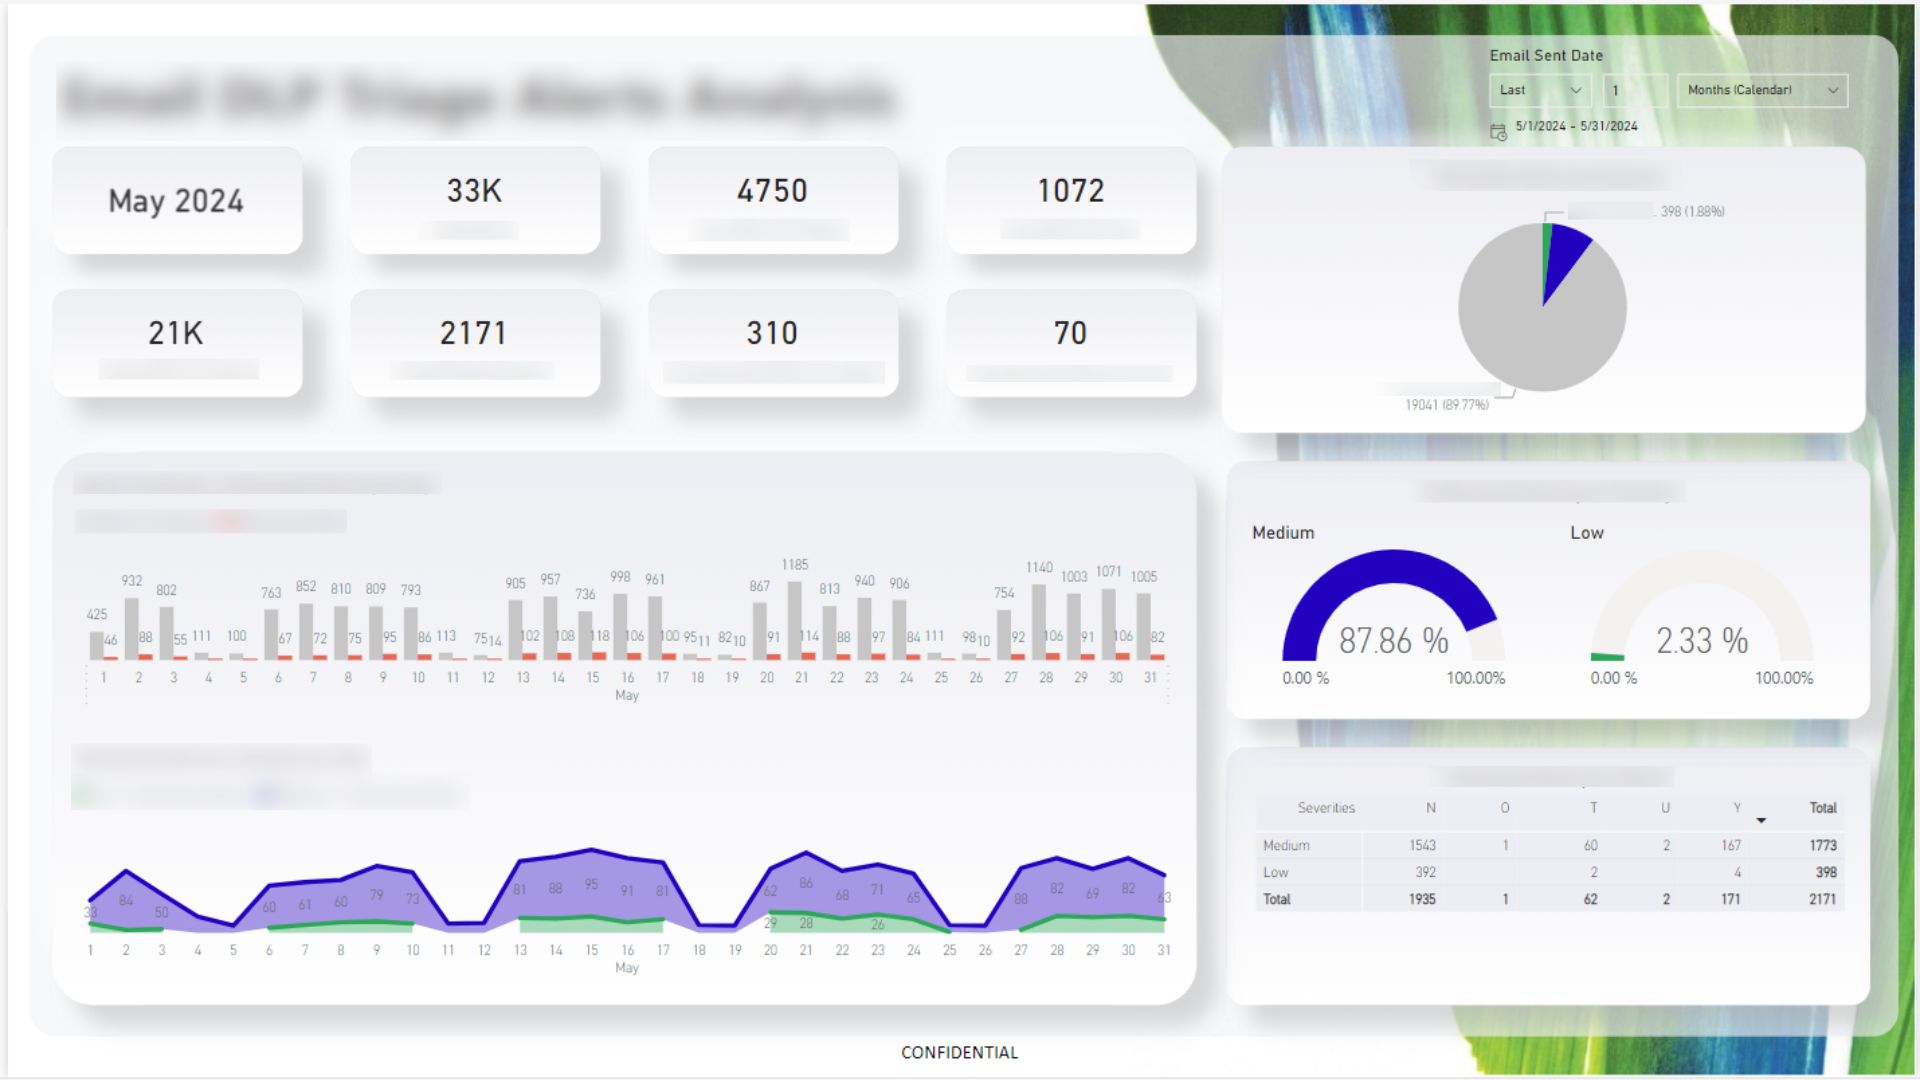 Email DLP Triage Alerts Analysis
Email Sent Date
Last 1 Months (Calendar)
5/1/2024 - 5/31/2024
May 2024
33K
4750
1072
21K
2171
310
70
398 (1.88%)
19041 (89.77%)
425 46 932 88 802 55 111 100 763 67 852 72 810 75 809 95 793 86 113 75 14 905 102 957 108 736 118 998 106 961 100 95 11 82 10 867 91 1185 114 813 88 940 97 906 84 111 98 10 754 92 1140 106 1003 91 1071 106 1005 82
1 2 3 4 5 6 7 8 9 10 11 12 13 14 15 16 17 18 19 20 21 22 23 24 25 26 27 28 29 30 31
May
33 84 50 60 61 60 79 73 81 88 95 91 81 62 86 68 71 65 88 82 69 82 63
29 28 26
1 2 3 4 5 6 7 8 9 10 11 12 13 14 15 16 17 18 19 20 21 22 23 24 25 26 27 28 29 30 31
May
Medium
87.86 %
0.00 % 100.00%
Low
2.33 %
0.00 % 100.00%
Severities N O T U Y Total
Medium 1543 1 60 2 167 1773
Low 392 2 4 398
Total 1935 1 62 2 171 2171
CONFIDENTIAL